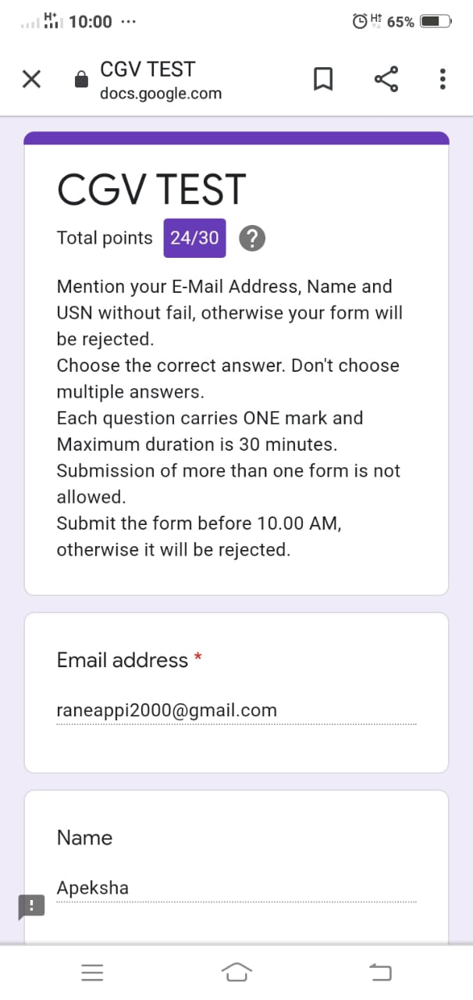 H+ 10:00 ... 65%
CGV TEST
docs.google.com
CGV TEST
Total points 24/30 ?
Mention your E-Mail Address, Name and
USN without fail, otherwise your form will
be rejected.
Choose the correct answer. Don't choose
multiple answers.
Each question carries ONE mark and
Maximum duration is 30 minutes.
Submission of more than one form is not
allowed.
Submit the form before 10.00 AM,
otherwise it will be rejected.
Email address *
raneappi2000@gmail.com
Name
Apeksha